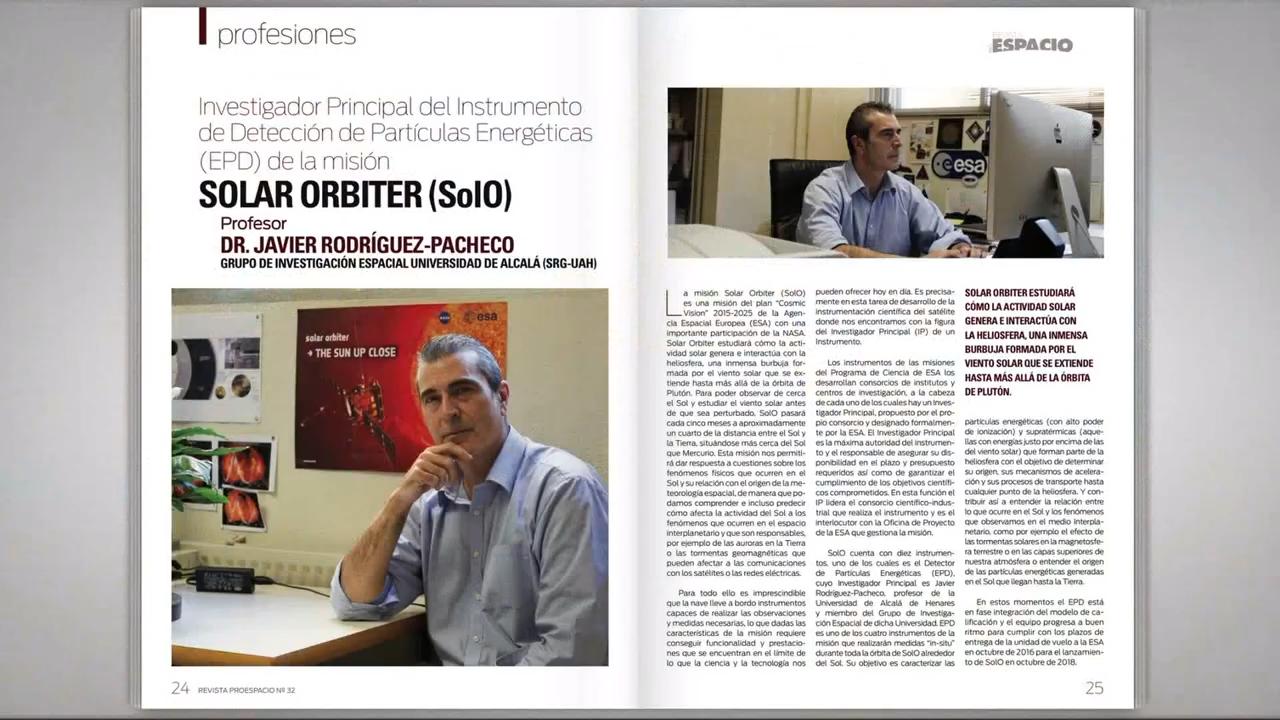 profesiones
Investigador Principal del Instrumento
de Detección de Partículas Energéticas
(EPD) de la misión
SOLAR ORBITER (SolO)
Profesor
DR. JAVIER RODRÍGUEZ-PACHECO
GRUPO DE INVESTIGACIÓN ESPACIAL UNIVERSIDAD DE ALCALÁ (SRG-UAH)
esa
solar orbiter
→ THE SUN UP CLOSE
24 REVISTA PROESPACIO Nº 32
ESPACIO
esa
La misión Solar Orbiter (SolO)
es una misión del plan "Cosmic
Vision" 2015-2025 de la Agen-
cia Espacial Europea (ESA) con una
importante participación de la NASA.
Solar Orbiter estudiará cómo la acti-
vidad solar genera e interactúa con la
heliosfera, una inmensa burbuja for-
mada por el viento solar que se ex-
tiende hasta más allá de la órbita de
Plutón. Para poder observar de cerca
el Sol y estudiar el viento solar antes
de que sea perturbado, SolO pasará
cada cinco meses a aproximadamente
un cuarto de la distancia entre el Sol y
la Tierra, situándose más cerca del Sol
que Mercurio. Esta misión nos permiti-
rá dar respuesta a cuestiones sobre los
fenómenos físicos que ocurren en el
Sol y su relación con el origen de la me-
teorología espacial, de manera que po-
damos comprender e incluso predecir
cómo afecta la actividad del Sol a los
fenómenos que ocurren en el espacio
interplanetario y que son responsables,
por ejemplo de las auroras en la Tierra
o las tormentas geomagnéticas que
pueden afectar a las comunicaciones
con los satélites o las redes eléctricas.
Para todo ello es imprescindible
que la nave lleve a bordo instrumentos
capaces de realizar las observaciones
y medidas necesarias, lo que dadas las
características de la misión requiere
conseguir funcionalidad y prestacio-
nes que se encuentran en el límite de
lo que la ciencia y la tecnología nos
pueden ofrecer hoy en día. Es precisa-
mente en esta tarea de desarrollo de la
instrumentación científica del satélite
donde nos encontramos con la figura
del Investigador Principal (IP) de un
Instrumento.
Los instrumentos de las misiones
del Programa de Ciencia de ESA los
desarrollan consorcios de institutos y
centros de investigación, a la cabeza
de cada uno de los cuales hay un Inves-
tigador Principal, propuesto por el pro-
pio consorcio y designado formalmen-
te por la ESA. El Investigador Principal
es la máxima autoridad del instrumen-
to y el responsable de asegurar su dis-
ponibilidad en el plazo y presupuesto
requeridos así como de garantizar el
cumplimiento de los objetivos científi-
cos comprometidos. En esta función el
IP lidera el consorcio científico-indus-
trial que realiza el instrumento y es el
interlocutor con la Oficina de Proyecto
de la ESA que gestiona la misión.
SolO cuenta con diez instrumen-
tos, uno de los cuales es el Detector
de Partículas Energéticas (EPD),
cuyo Investigador Principal es Javier
Rodríguez-Pacheco, profesor de la
Universidad de Alcalá de Henares
y miembro del Grupo de Investiga-
ción Espacial de dicha Universidad. EPD
es uno de los cuatro instrumentos de la
misión que realizarán medidas "in-situ"
durante toda la órbita de SolO alrededor
del Sol. Su objetivo es caracterizar las
SOLAR ORBITER ESTUDIARÁ
CÓMO LA ACTIVIDAD SOLAR
GENERA E INTERACTÚA CON
LA HELIOSFERA, UNA INMENSA
BURBUJA FORMADA POR EL
VIENTO SOLAR QUE SE EXTIENDE
HASTA MÁS ALLÁ DE LA ÓRBITA
DE PLUTÓN.
partículas energéticas (con alto poder
de ionización) y supratérmicas (aque-
llas con energías justo por encima de las
del viento solar) que forman parte de la
heliosfera con el objetivo de determinar
su origen, sus mecanismos de acelera-
ción y sus procesos de transporte hasta
cualquier punto de la heliosfera. Y con-
tribuir así a entender la relación entre
lo que ocurre en el Sol y los fenómenos
que observamos en el medio interpla-
netario, como por ejemplo el efecto de
las tormentas solares en la magnetosfe-
ra terrestre o en las capas superiores de
nuestra atmósfera o entender el origen
de las partículas energéticas generadas
en el Sol que llegan hasta la Tierra.
En estos momentos el EPD está
en fase integración del modelo de ca-
lificación y el equipo progresa a buen
ritmo para cumplir con los plazos de
entrega de la unidad de vuelo a la ESA
en octubre de 2016 para el lanzamien-
to de SolO en octubre de 2018.
25